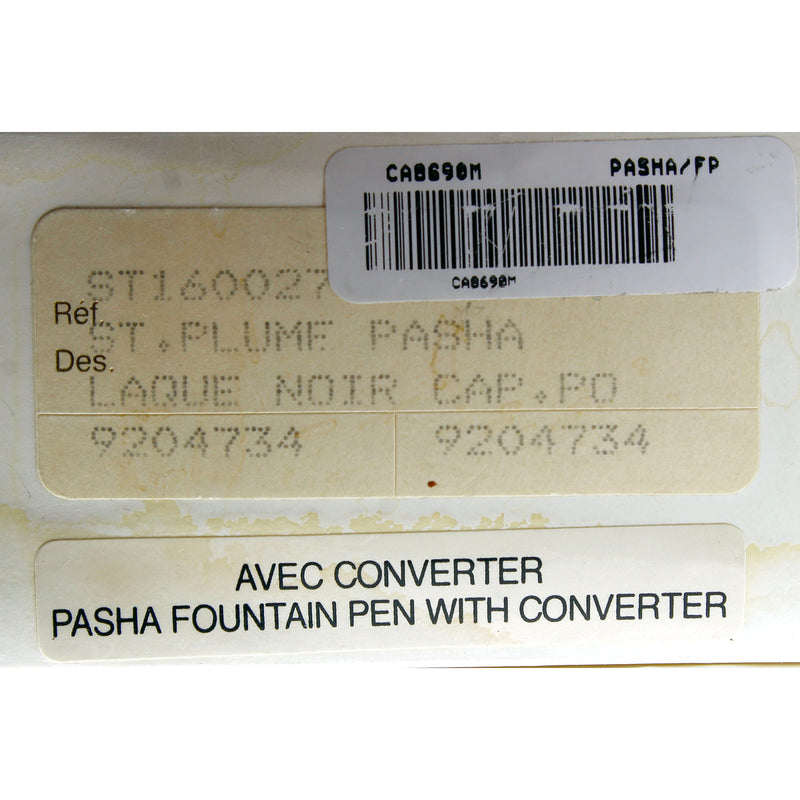 CA8690M PASHA/FP
CA8690M
Réf. ST160027
ST.PLUME PASHA
Des.
LAQUE NOIR CAP.PO
9204734 9204734
AVEC CONVERTER
PASHA FOUNTAIN PEN WITH CONVERTER